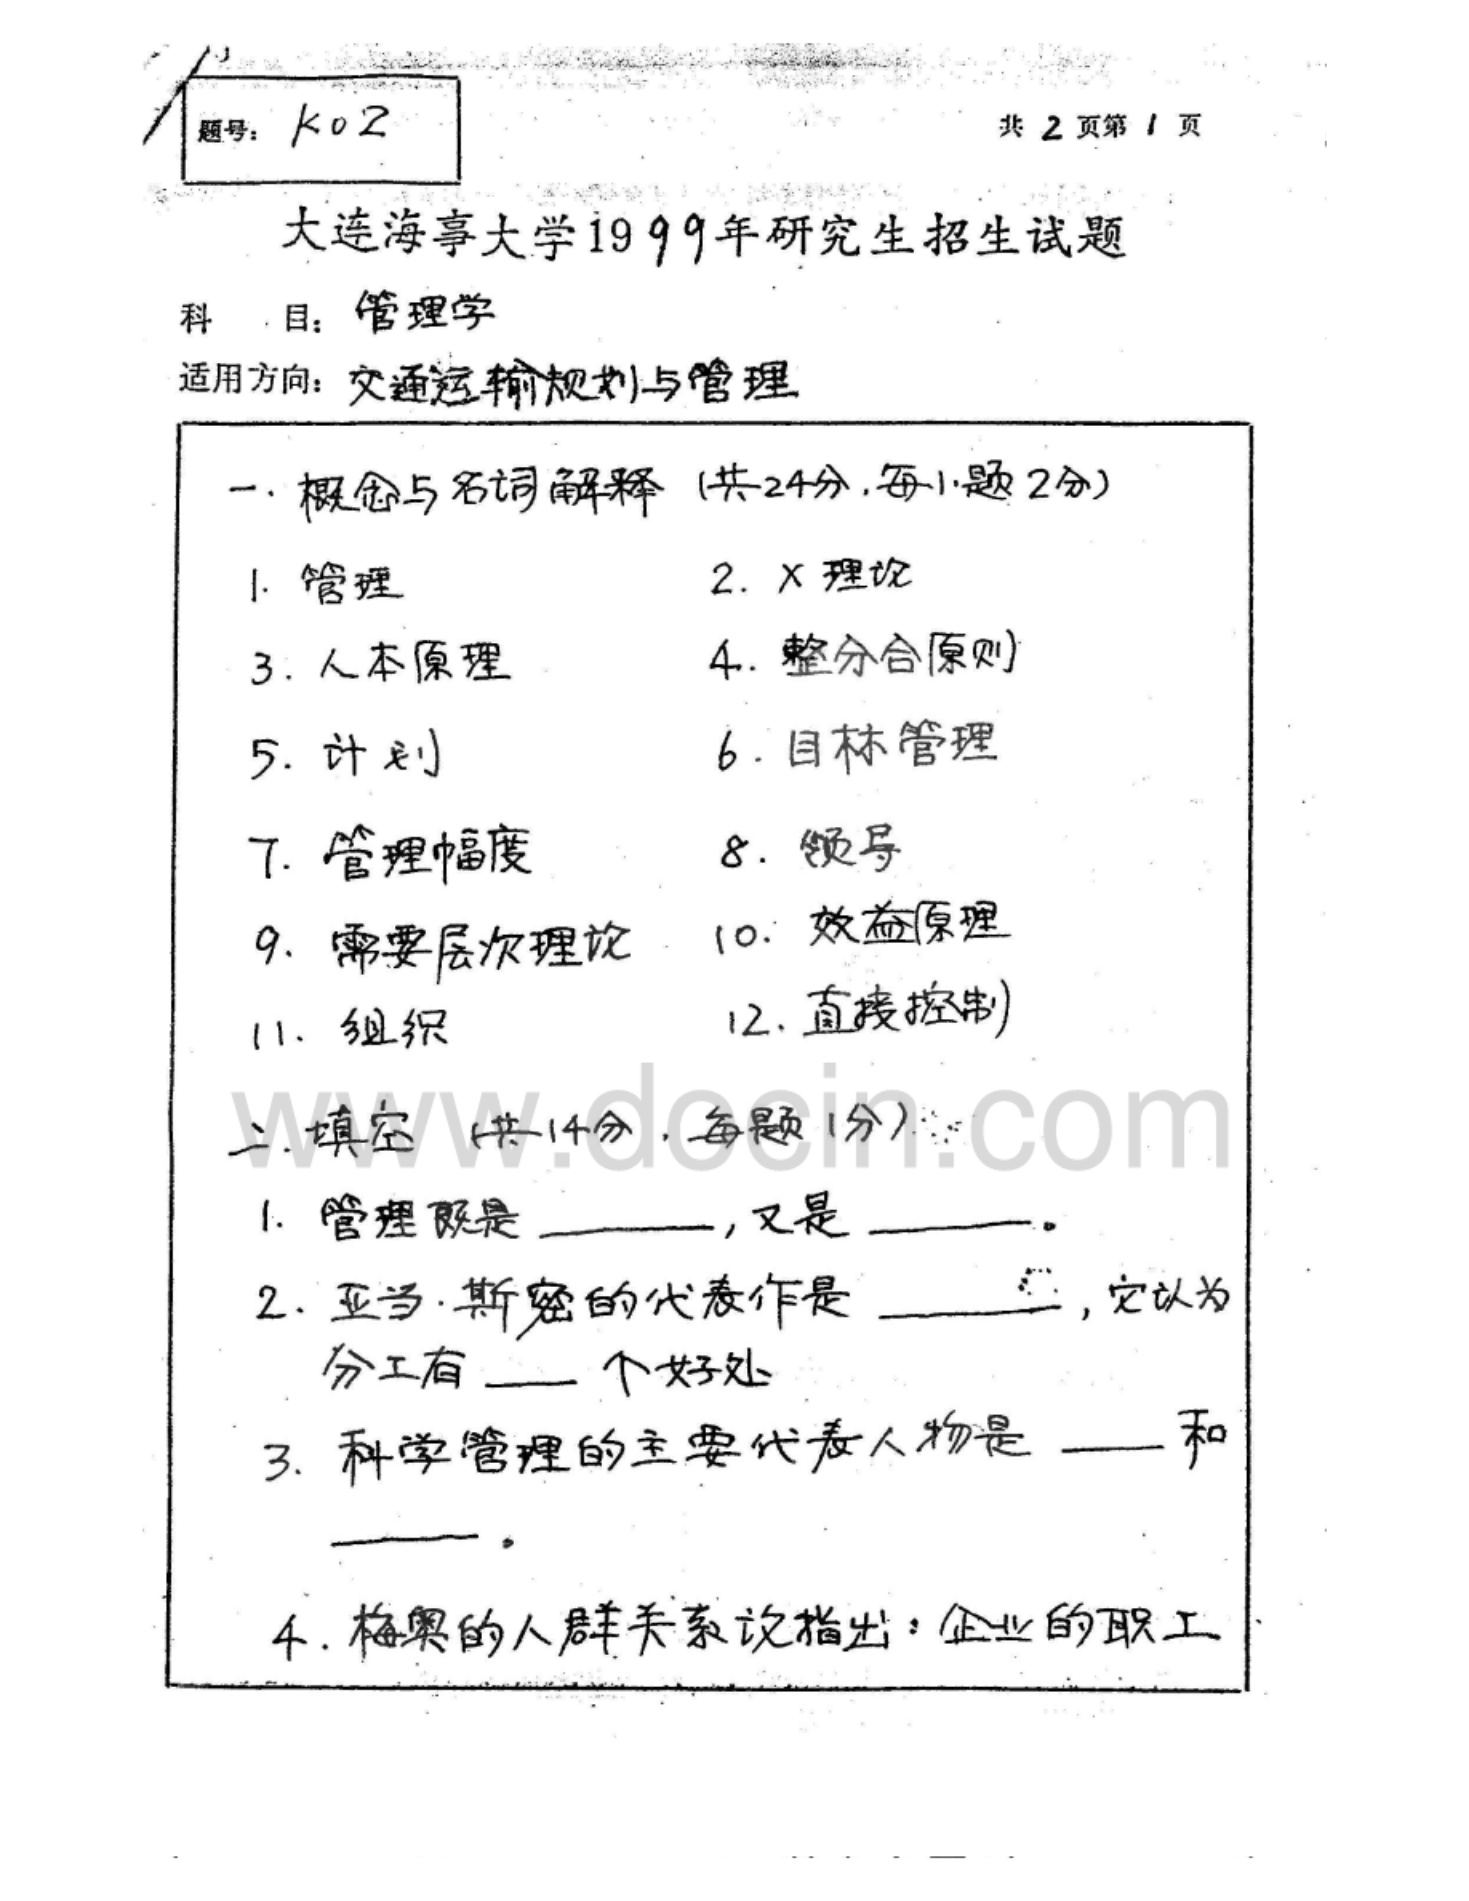 题号: K02
共 2 页第 1 页
大连海事大学1999年研究生招生试题
科 目: 管理学
适用方向: 交通运输规划与管理
一. 概念与名词解释 (共24分, 每小题2分)
1. 管理 2. X 理论
3. 人本原理 4. 整分合原则
5. 计划 6. 目标管理
7. 管理幅度 8. 领导
9. 需要层次理论 10. 效益原理
11. 组织 12. 直接控制
www.docin.com
二. 填空 (共14分, 每题1分)
1. 管理既是 ______, 又是 ______。
2. 亚当·斯密的代表作是 ______, 它认为
分工有 ___ 个好处
3. 科学管理的主要代表人物是 ___ 和
_____。
4. 梅奥的人群关系论指出: 企业的职工